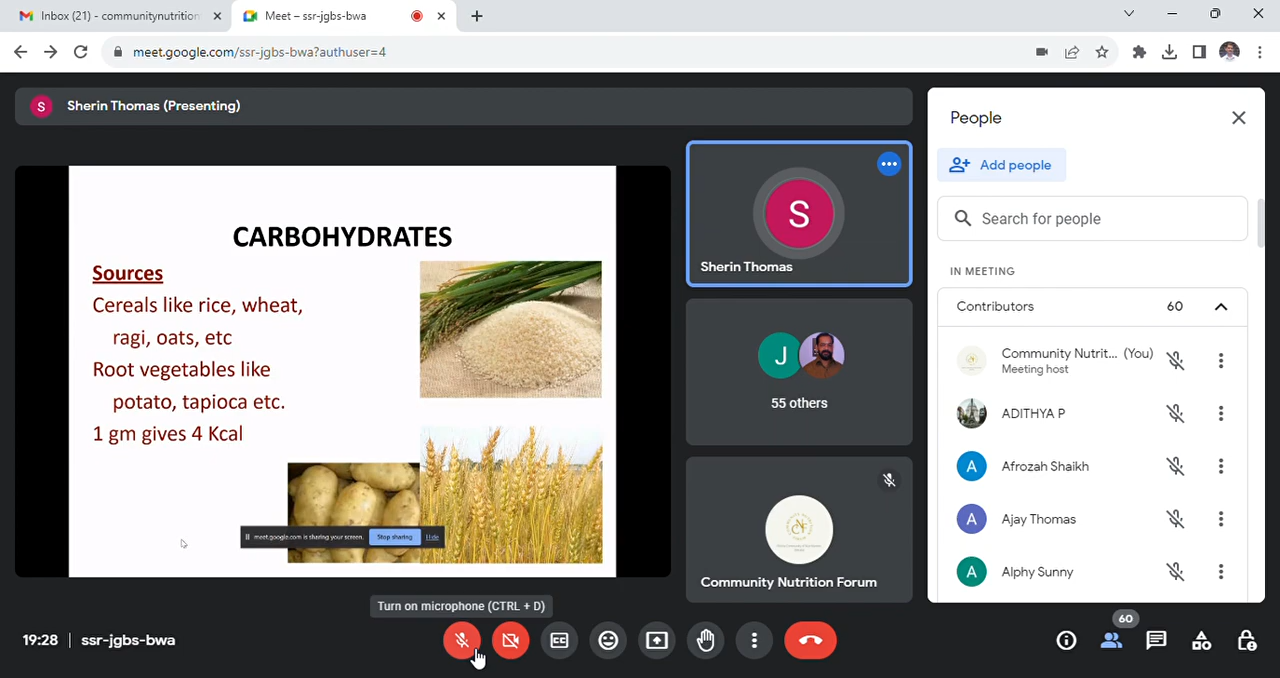 Inbox (21) - communitynutrition
Meet – ssr-jgbs-bwa
meet.google.com/ssr-jgbs-bwa?authuser=4
S
Sherin Thomas (Presenting)
CARBOHYDRATES
Sources
Cereals like rice, wheat,
ragi, oats, etc
Root vegetables like
potato, tapioca etc.
1 gm gives 4 Kcal
meet.google.com is sharing your screen.
Stop sharing
Hide
S
Sherin Thomas
J
55 others
Community Nutrition Forum
People
Add people
Search for people
IN MEETING
Contributors 60
Community Nutrit... (You)
Meeting host
ADITHYA P
A Afrozah Shaikh
A Ajay Thomas
A Alphy Sunny
Turn on microphone (CTRL + D)
19:28 | ssr-jgbs-bwa
60